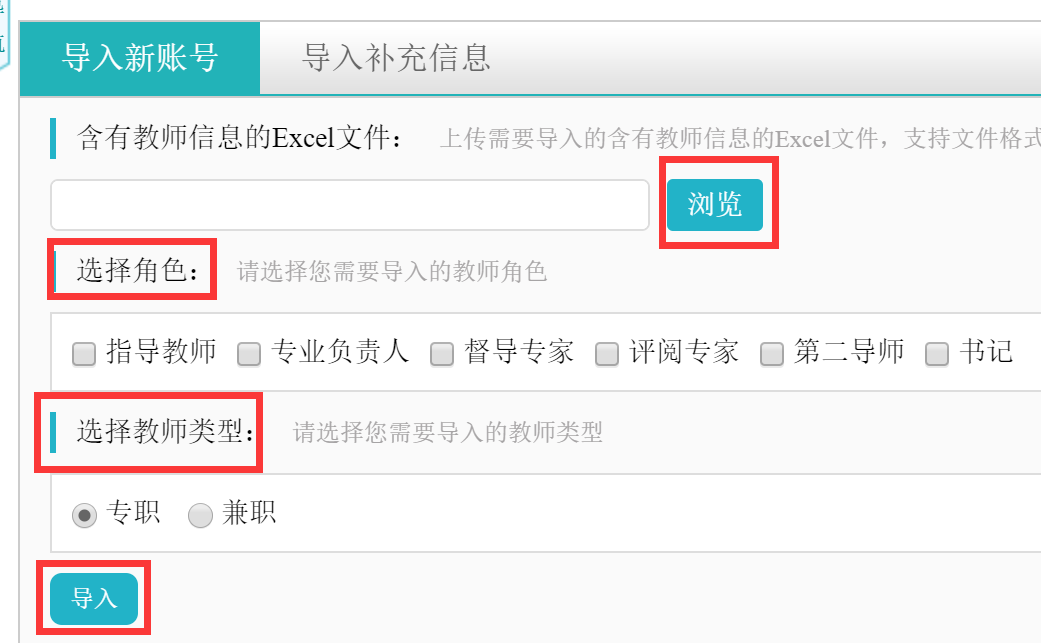 导入新账号 导入补充信息
含有教师信息的Excel文件： 上传需要导入的含有教师信息的Excel文件，支持文件格式
浏览
选择角色： 请选择您需要导入的教师角色
指导教师 专业负责人 督导专家 评阅专家 第二导师 书记
选择教师类型： 请选择您需要导入的教师类型
专职 兼职
导入